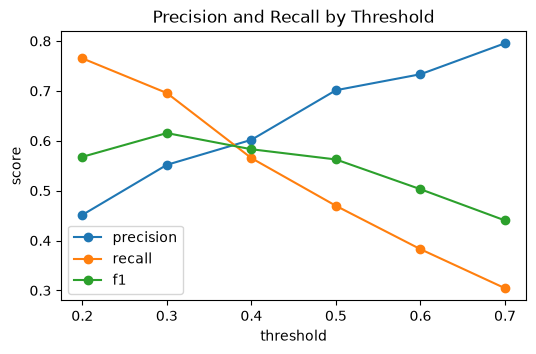 Precision and Recall by Threshold
score
0.8
0.7
0.6
0.5
0.4
0.3
precision
recall
f1
0.2 0.3 0.4 0.5 0.6 0.7
threshold